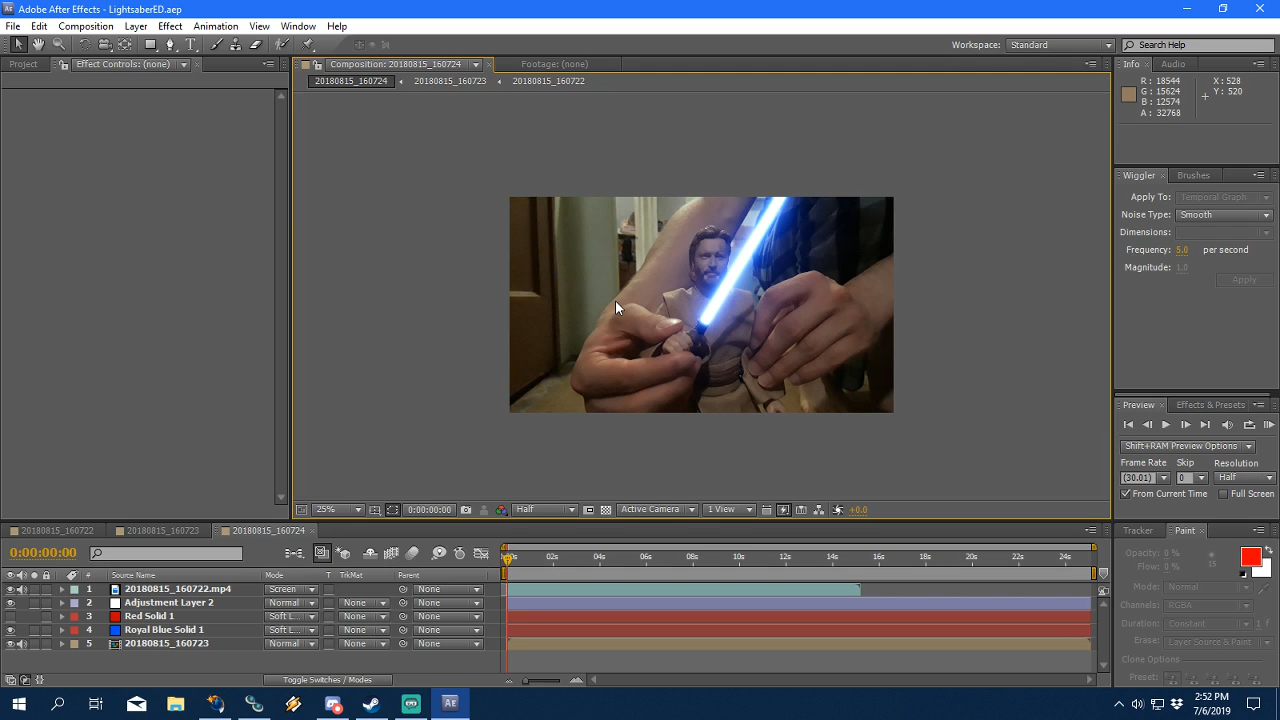 Adobe After Effects - LightsaberED.aep
File Edit Composition Layer Effect Animation View Window Help
Workspace: Standard Search Help
Project Effect Controls: (none) Composition: 20180815_160724 Footage: (none) Info Audio
20180815_160724 20180815_160723 20180815_160722
R : 18544 X : 528
G : 15624 Y : 520
B : 12574
A : 32768
Wiggler Brushes
Apply To: Temporal Graph
Noise Type: Smooth
Dimensions:
Frequency: 5.0 per second
Magnitude: 1.0
Apply
Preview Effects & Presets
Shift+RAM Preview Options
Frame Rate Skip Resolution
(30.01) 0 Half
From Current Time Full Screen
25% 0:00:00:00 Half Active Camera 1 View +0.0
20180815_160722 20180815_160723 20180815_160724 Tracker Paint
0:00:00:00 02s 04s 06s 08s 10s 12s 14s 16s 18s 20s 22s 24s
Opacity: 0 %
Flow: 0 % 15
# Source Name Mode T TrkMat Parent
1 20180815_160722.mp4 Screen None
2 Adjustment Layer 2 Normal None None
3 Red Solid 1 Soft L... None None
4 Royal Blue Solid 1 Soft L... None None
5 20180815_160723 Normal None None
Mode: Normal
Channels: RGBA
Duration: Constant 1 f
Erase: Layer Source & Paint
Clone Options
Preset:
Toggle Switches / Modes
Ae
2:52 PM
7/6/2019